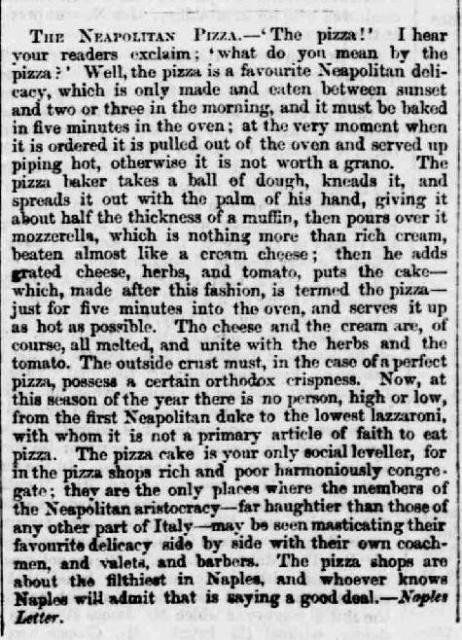 THE NEAPOLITAN PIZZA.—‘The pizza!’ I hear
your readers exclaim; ‘what do you mean by the
pizza?’ Well, the pizza is a favourite Neapolitan deli-
cacy, which is only made and eaten between sunset
and two or three in the morning, and it must be baked
in five minutes in the oven; at the very moment when
it is ordered it is pulled out of the oven and served up
piping hot, otherwise it is not worth a grano. The
pizza baker takes a ball of dough, kneads it, and
spreads it out with the palm of his hand, giving it
about half the thickness of a muffin, then pours over it
mozzerella, which is nothing more than rich cream,
beaten almost like a cream cheese; then he adds
grated cheese, herbs, and tomato, puts the cake—
which, made after this fashion, is termed the pizza—
just for five minutes into the oven, and serves it up
as hot as possible. The cheese and the cream are, of
course, all melted, and unite with the herbs and the
tomato. The outside crust must, in the case of a perfect
pizza, possess a certain orthodox crispness. Now, at
this season of the year there is no person, high or low,
from the first Neapolitan duke to the lowest lazzaroni,
with whom it is not a primary article of faith to eat
pizza. The pizza cake is your only social leveller, for
in the pizza shops rich and poor harmoniously congre-
gate; they are the only places where the members of
the Neapolitan aristocracy—far haughtier than those of
any other part of Italy—may be seen masticating their
favourite delicacy side by side with their own coach-
men, and valets, and barbers. The pizza shops are
about the filthiest in Naples, and whoever knows
Naples will admit that is saying a good deal.—Naples
Letter.